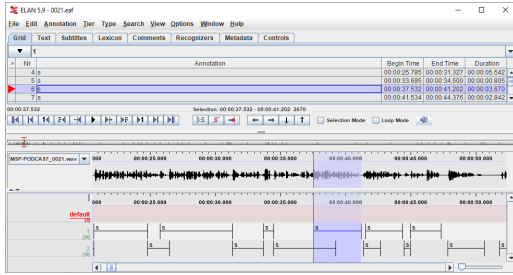 ELAN 5.9 - 0021.eaf
File Edit Annotation Tier Type Search View Options Window Help
Grid Text Subtitles Lexicon Comments Recognizers Metadata Controls
1
> Nr Annotation Begin Time End Time Duration
4 s 00:00:25.785 00:00:31.327 00:00:05.542
5 s 00:00:33.695 00:00:34.500 00:00:00.805
6 s 00:00:37.532 00:00:41.202 00:00:03.670
7 s 00:00:41.534 00:00:44.376 00:00:02.842
00:00:37.532 Selection: 00:00:37.532 - 00:00:41.202 3670
Selection Mode Loop Mode
MSP-PODCAST_0021.wav
000 00:00:25.000 00:00:30.000 00:00:35.000 00:00:40.000 00:00:45.000 00:00:50.000
000 00:00:25.000 00:00:30.000 00:00:35.000 00:00:40.000 00:00:45.000 00:00:50.000
default
1 s s s s s s
2 s s s s s